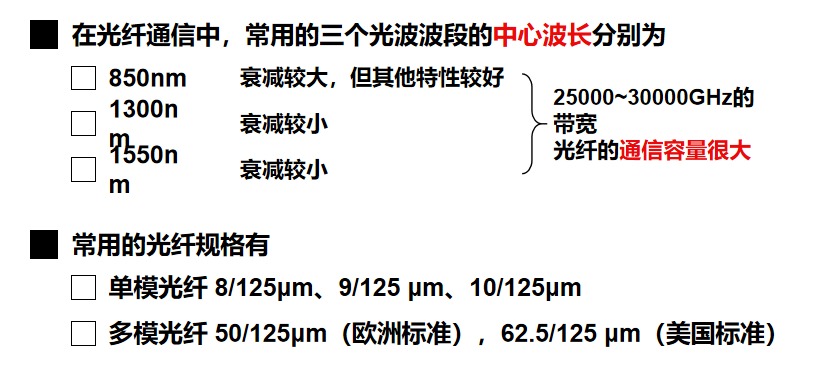 在光纤通信中，常用的三个光波波段的中心波长分别为
850nm 衰减较大，但其他特性较好
1300n
m 衰减较小
1550n
m 衰减较小
25000~30000GHz的
带宽
光纤的通信容量很大
常用的光纤规格有
单模光纤 8/125μm、9/125 μm、10/125μm
多模光纤 50/125μm（欧洲标准），62.5/125 μm（美国标准）